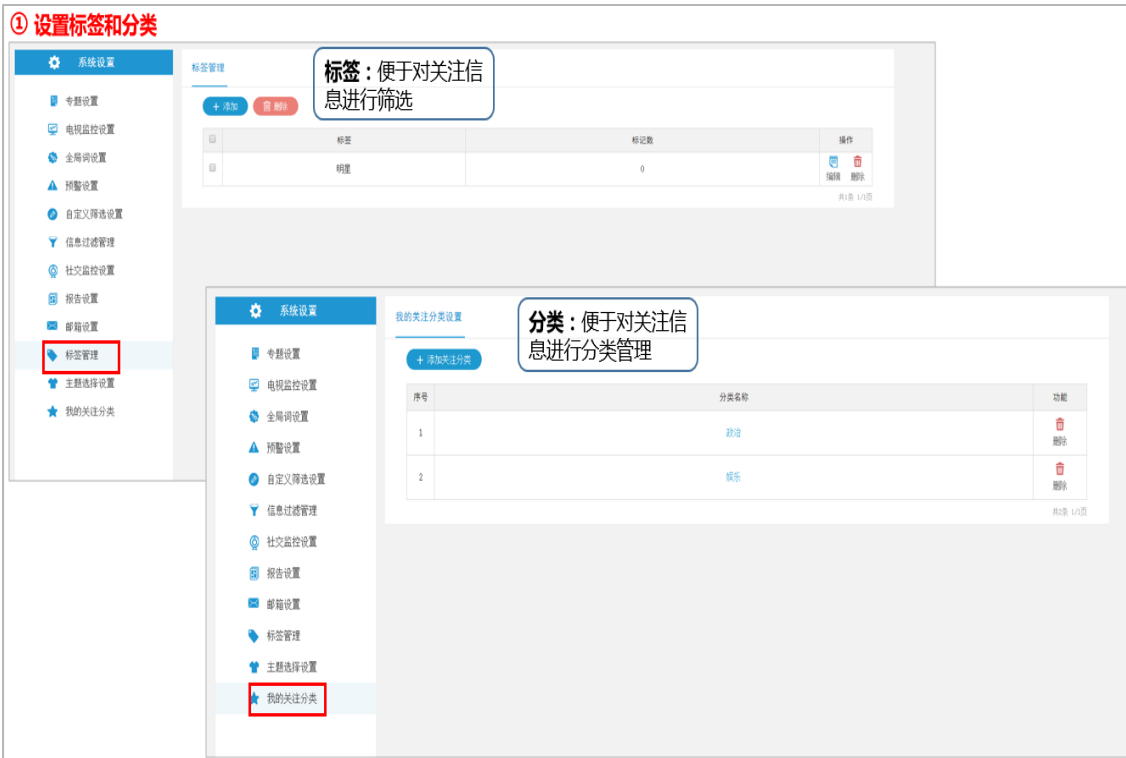 ① 设置标签和分类
系统设置
专题设置
电视监控设置
全局词设置
预警设置
自定义筛选设置
信息过滤管理
社交监控设置
报告设置
邮箱设置
标签管理
主题选择设置
我的关注分类
标签管理
标签：便于对关注信
息进行筛选
+ 添加 删除
标签 标记数 操作
明星 0 编辑 删除
共1条 1/1页
系统设置
专题设置
电视监控设置
全局词设置
预警设置
自定义筛选设置
信息过滤管理
社交监控设置
报告设置
邮箱设置
标签管理
主题选择设置
我的关注分类
我的关注分类设置
分类：便于对关注信
息进行分类管理
+ 添加关注分类
序号 分类名称 功能
1 政治 删除
2 娱乐 删除
共2条 1/1页